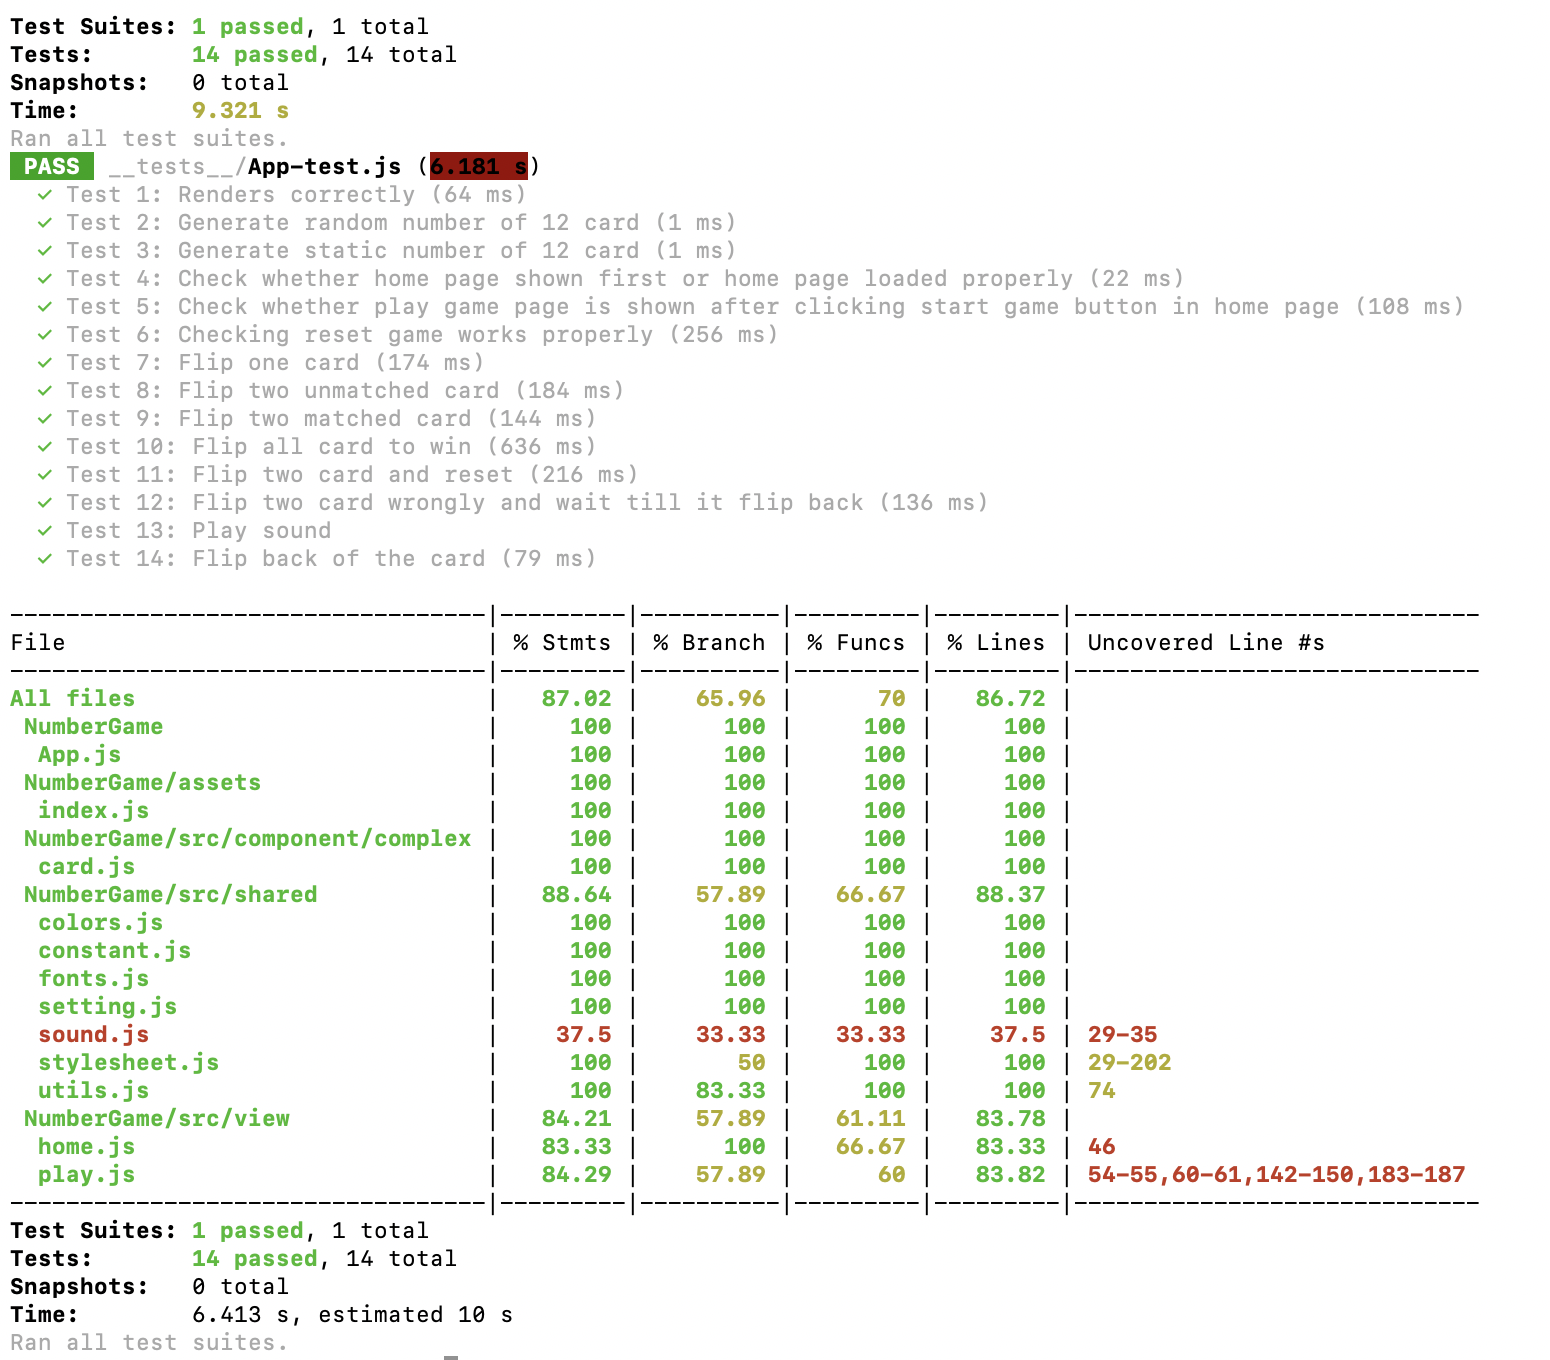 Test Suites: 1 passed, 1 total
Tests:       14 passed, 14 total
Snapshots:   0 total
Time:        9.321 s
Ran all test suites.
PASS __tests__/App-test.js (6.181 s)
✓ Test 1: Renders correctly (64 ms)
✓ Test 2: Generate random number of 12 card (1 ms)
✓ Test 3: Generate static number of 12 card (1 ms)
✓ Test 4: Check whether home page shown first or home page loaded properly (22 ms)
✓ Test 5: Check whether play game page is shown after clicking start game button in home page (108 ms)
✓ Test 6: Checking reset game works properly (256 ms)
✓ Test 7: Flip one card (174 ms)
✓ Test 8: Flip two unmatched card (184 ms)
✓ Test 9: Flip two matched card (144 ms)
✓ Test 10: Flip all card to win (636 ms)
✓ Test 11: Flip two card and reset (216 ms)
✓ Test 12: Flip two card wrongly and wait till it flip back (136 ms)
✓ Test 13: Play sound
✓ Test 14: Flip back of the card (79 ms)
----------------------------------|---------|----------|---------|---------|-----------------------------
File                              | % Stmts | % Branch | % Funcs | % Lines | Uncovered Line #s
----------------------------------|---------|----------|---------|---------|-----------------------------
All files                         |   87.02 |    65.96 |      70 |   86.72 |
 NumberGame                       |     100 |      100 |     100 |     100 |
  App.js                          |     100 |      100 |     100 |     100 |
 NumberGame/assets                |     100 |      100 |     100 |     100 |
  index.js                        |     100 |      100 |     100 |     100 |
 NumberGame/src/component/complex |     100 |      100 |     100 |     100 |
  card.js                         |     100 |      100 |     100 |     100 |
 NumberGame/src/shared            |   88.64 |    57.89 |   66.67 |   88.37 |
  colors.js                       |     100 |      100 |     100 |     100 |
  constant.js                     |     100 |      100 |     100 |     100 |
  fonts.js                        |     100 |      100 |     100 |     100 |
  setting.js                      |     100 |      100 |     100 |     100 |
  sound.js                        |    37.5 |    33.33 |   33.33 |    37.5 | 29-35
  stylesheet.js                   |     100 |       50 |     100 |     100 | 29-202
  utils.js                        |     100 |    83.33 |     100 |     100 | 74
 NumberGame/src/view              |   84.21 |    57.89 |   61.11 |   83.78 |
  home.js                         |   83.33 |      100 |   66.67 |   83.33 | 46
  play.js                         |   84.29 |    57.89 |      60 |   83.82 | 54-55,60-61,142-150,183-187
----------------------------------|---------|----------|---------|---------|-----------------------------
Test Suites: 1 passed, 1 total
Tests:       14 passed, 14 total
Snapshots:   0 total
Time:        6.413 s, estimated 10 s
Ran all test suites.